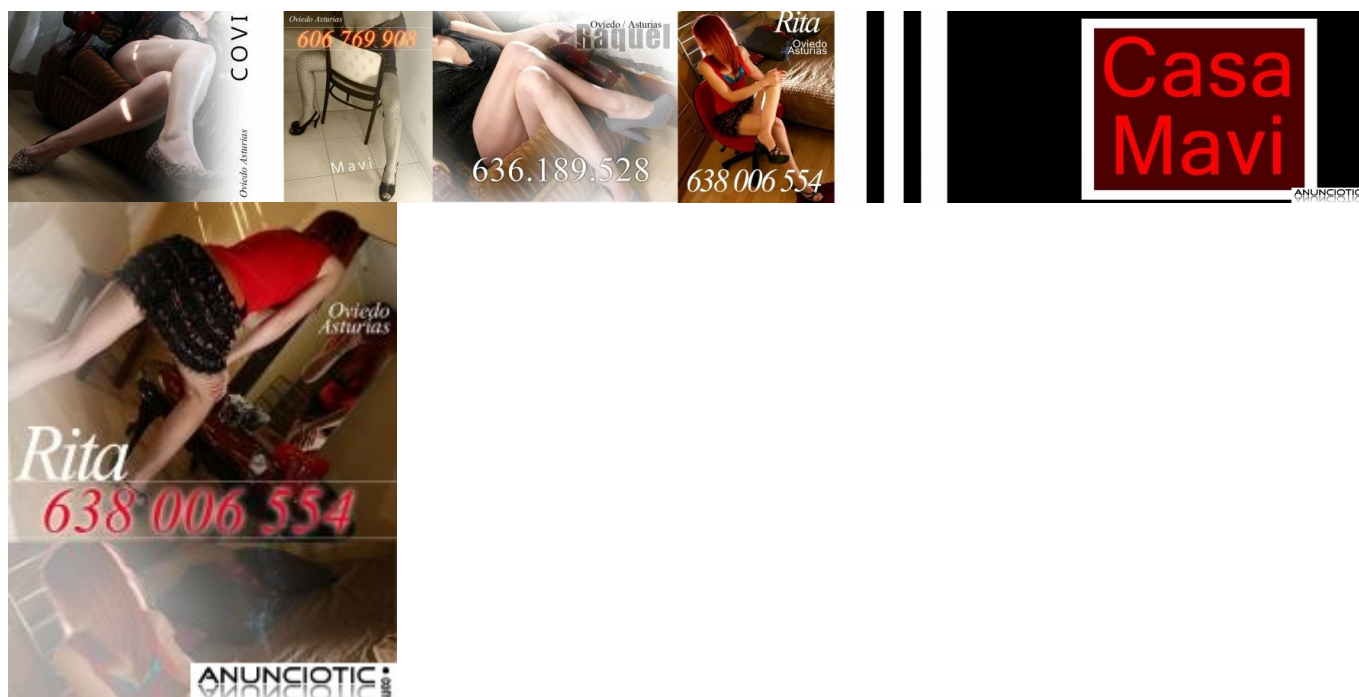 COVI
Oviedo Asturias
Oviedo Asturias
606 769 908
Mavi
Oviedo / Asturias
Raquel
636.189.528
Rita
Oviedo
Asturias
638 006 554
Casa
Mavi
ANUNCIOTIC
Oviedo
Asturias
Rita
638 006 554
ANUNCIOTIC.com